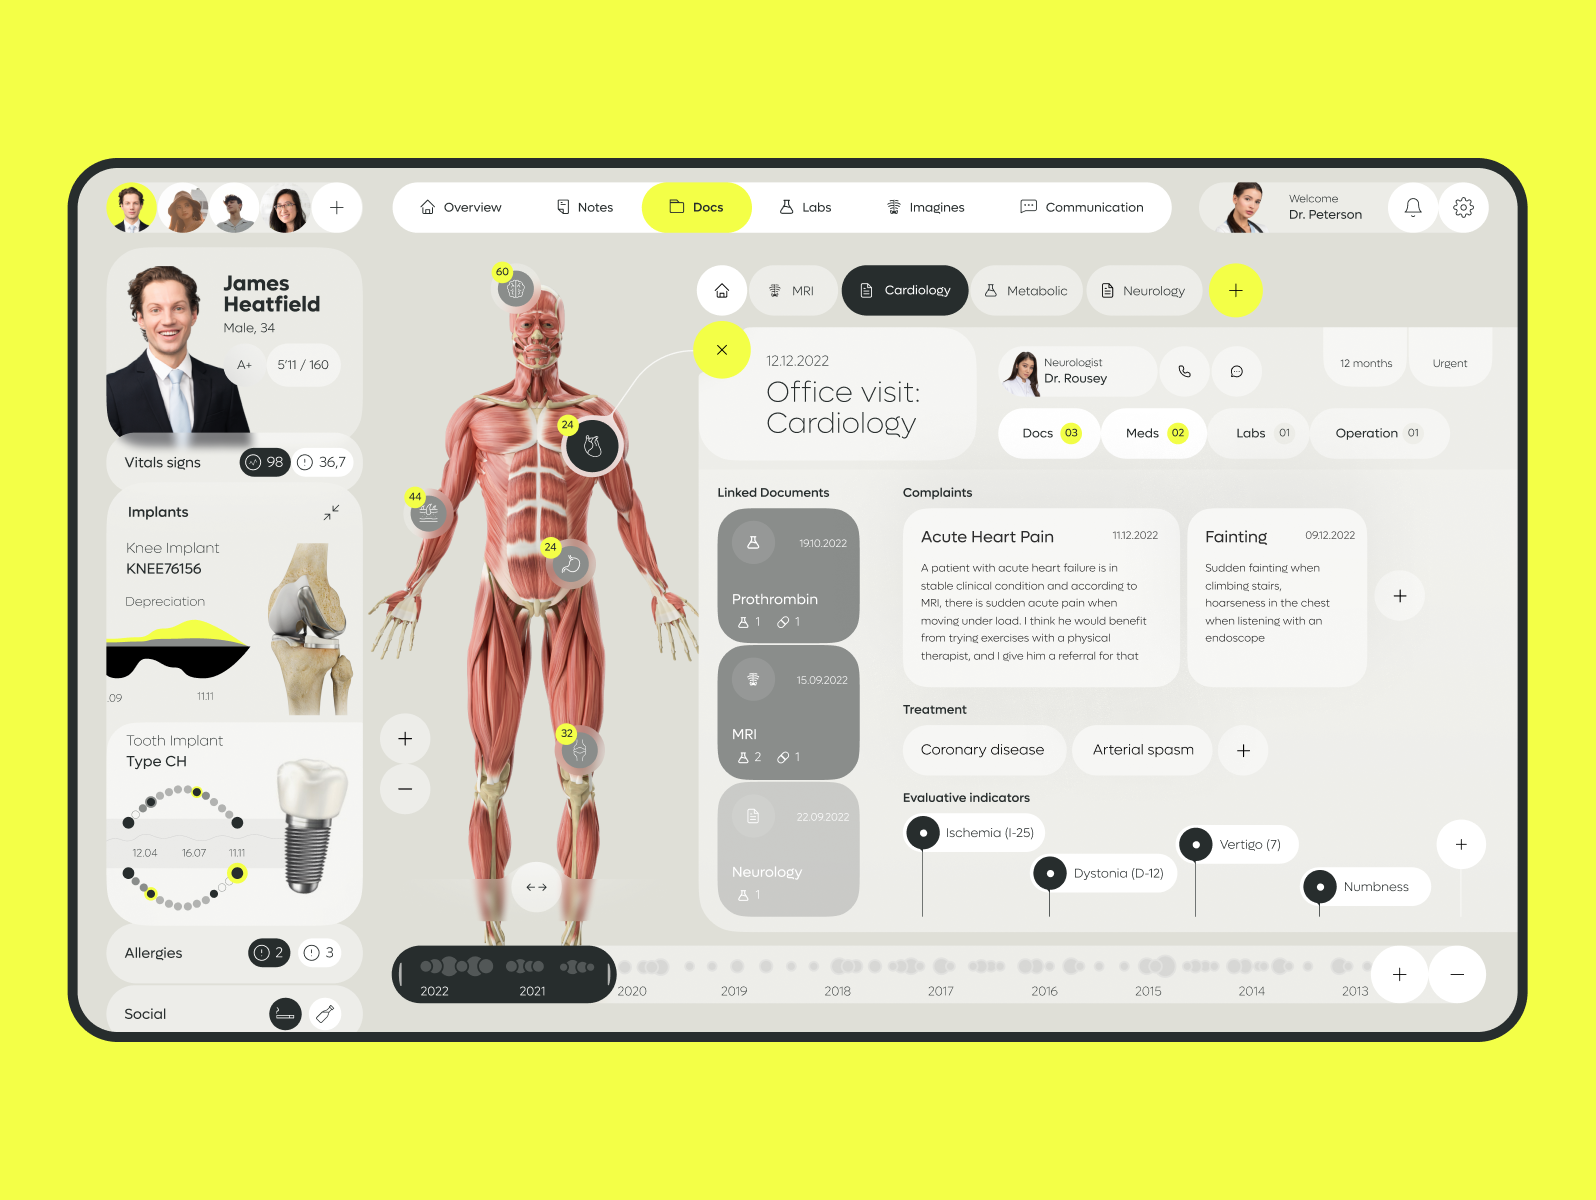 Overview
Notes
Docs
Labs
Imagines
Communication
Welcome
Dr. Peterson
James
Heatfield
Male, 34
A+
5'11 / 160
Vitals signs
98
36,7
Implants
Knee Implant
KNEE76156
Depreciation
.09
11.11
Tooth Implant
Type CH
12.04
16.07
11.11
Allergies
2
3
Social
60
24
44
24
32
MRI
Cardiology
Metabolic
Neurology
12.12.2022
Office visit:
Cardiology
Neurologist
Dr. Rousey
12 months
Urgent
Docs 03
Meds 02
Labs 01
Operation 01
Linked Documents
19.10.2022
Prothrombin
1 1
15.09.2022
MRI
2 1
22.09.2022
Neurology
1
Complaints
Acute Heart Pain
11.12.2022
A patient with acute heart failure is in
stable clinical condition and according to
MRI, there is sudden acute pain when
moving under load. I think he would benefit
from trying exercises with a physical
therapist, and I give him a referral for that
Fainting
09.12.2022
Sudden fainting when
climbing stairs,
hoarseness in the chest
when listening with an
endoscope
Treatment
Coronary disease
Arterial spasm
Evaluative indicators
Ischemia (I-25)
Dystonia (D-12)
Vertigo (7)
Numbness
2022
2021
2020
2019
2018
2017
2016
2015
2014
2013